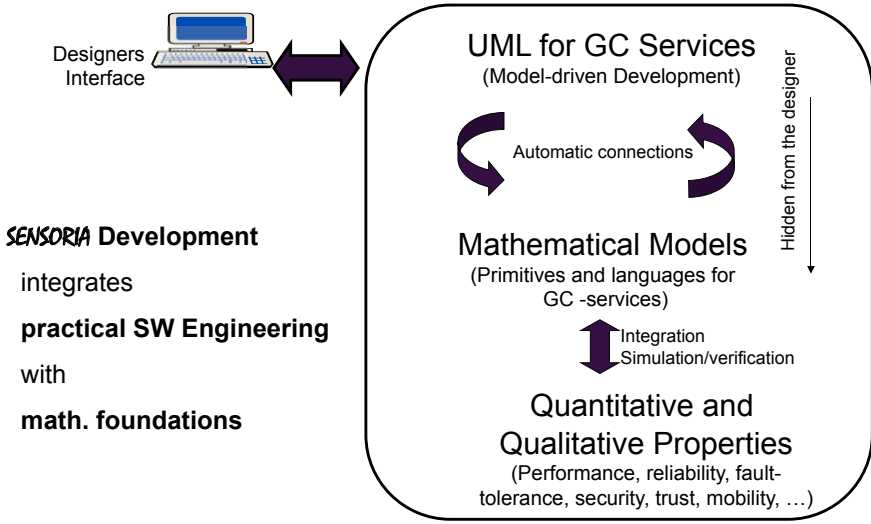 Designers
Interface
UML for GC Services
(Model-driven Development)
Hidden from the designer
Automatic connections
SENSORIA Development
integrates
practical SW Engineering
with
math. foundations
Mathematical Models
(Primitives and languages for
GC -services)
Integration
Simulation/verification
Quantitative and
Qualitative Properties
(Performance, reliability, fault-
tolerance, security, trust, mobility, …)